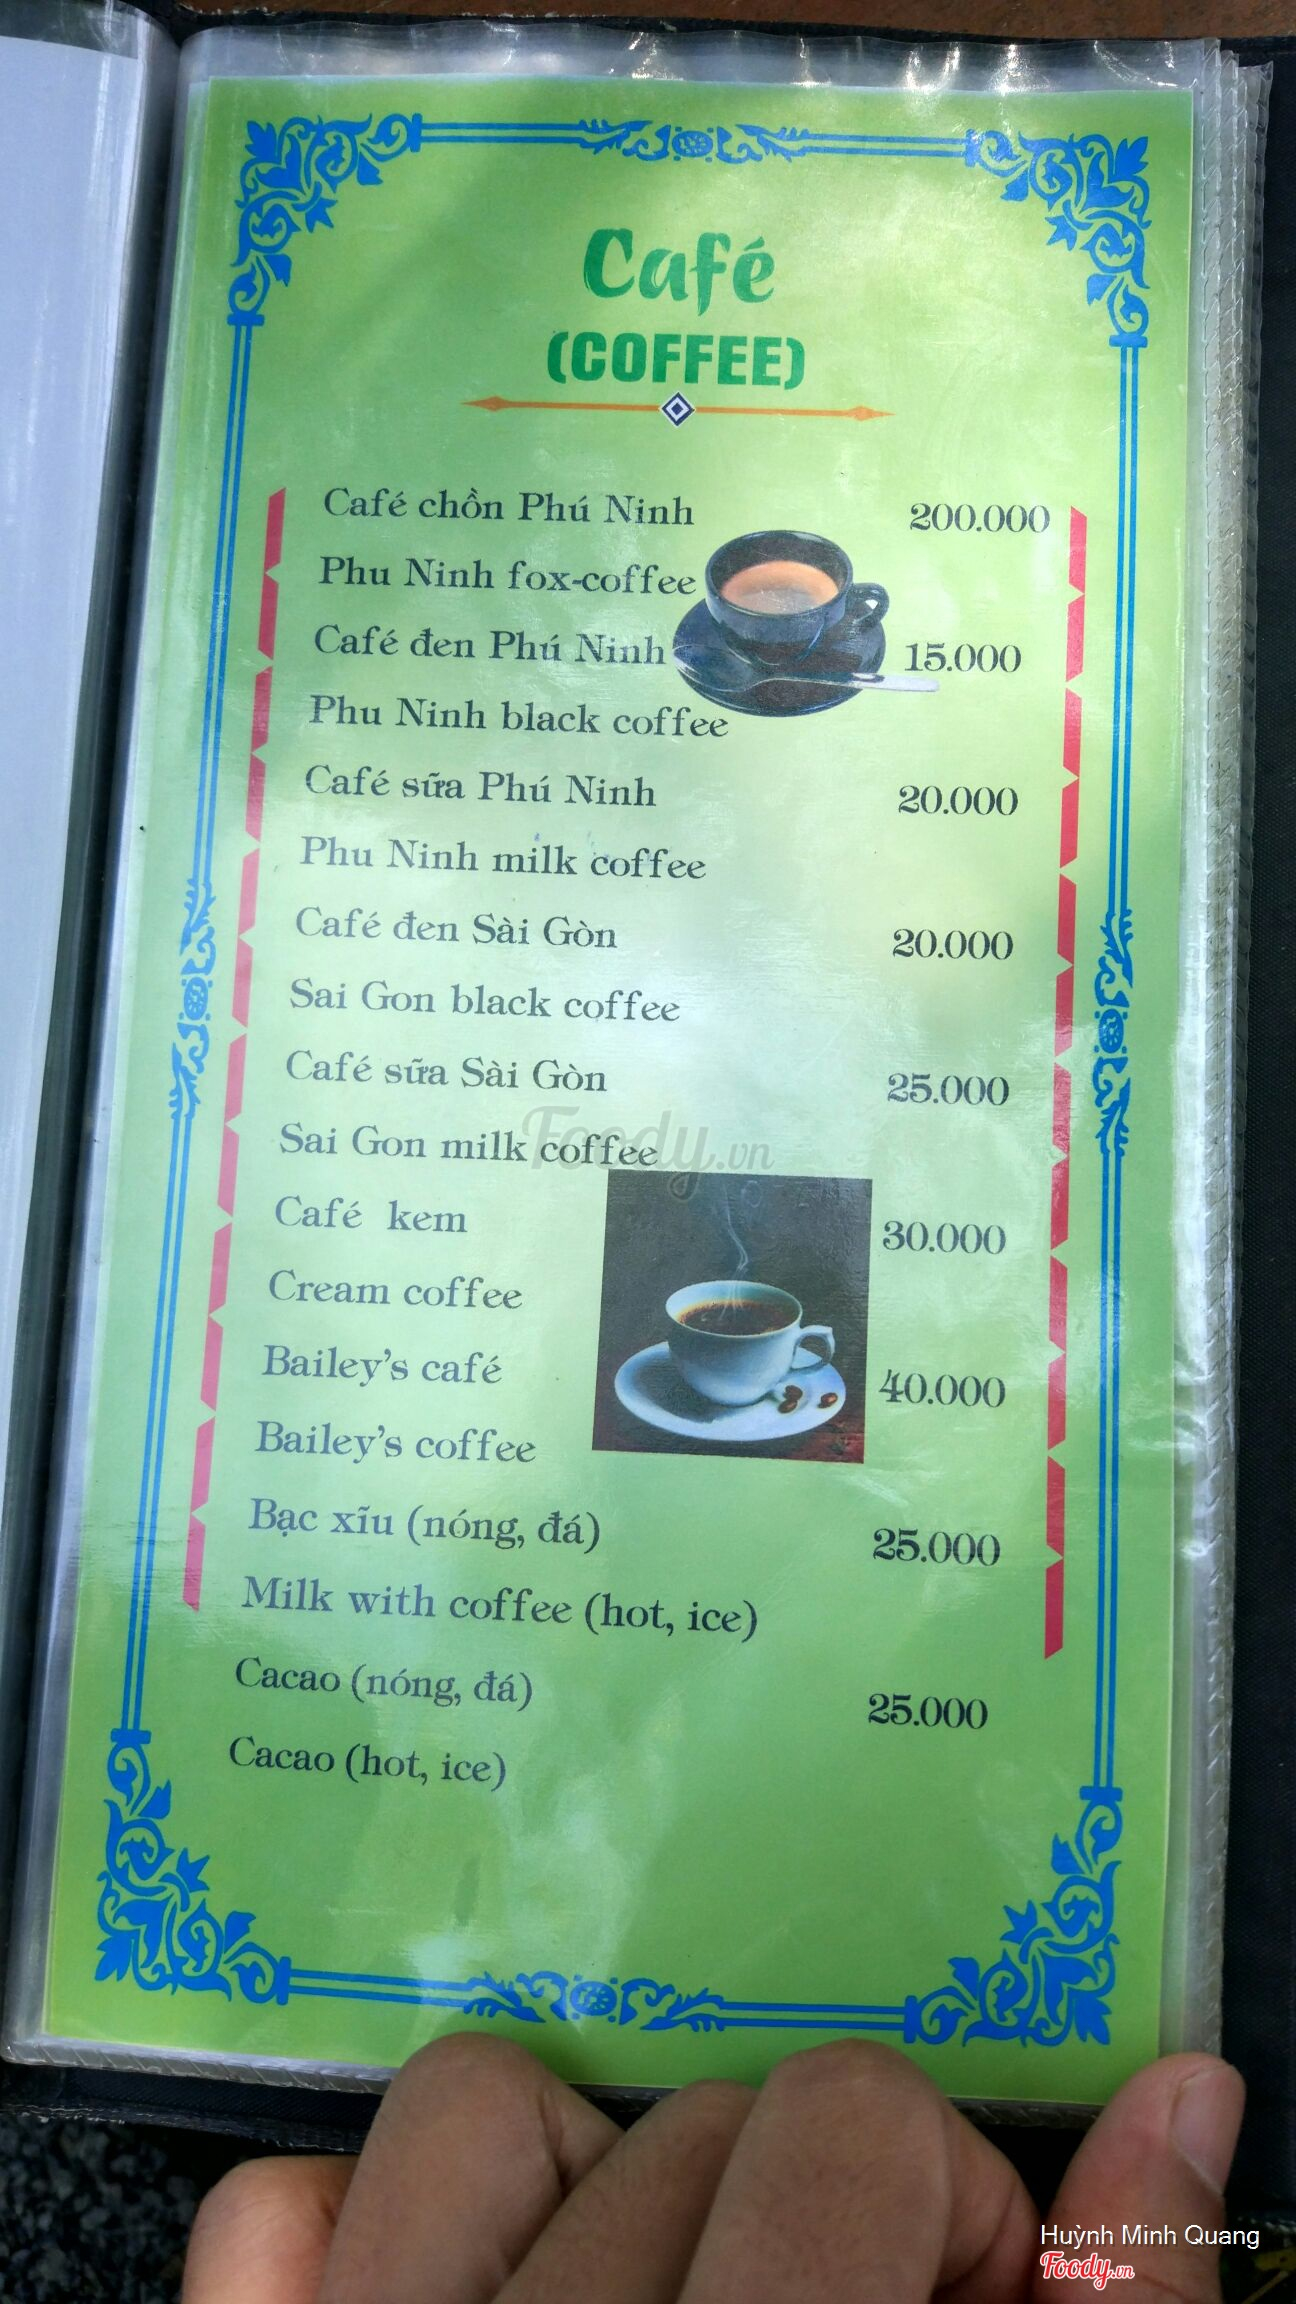 Café
(COFFEE)
Café chồn Phú Ninh 200.000
Phu Ninh fox-coffee
Café đen Phú Ninh 15.000
Phu Ninh black coffee
Café sữa Phú Ninh 20.000
Phu Ninh milk coffee
Café đen Sài Gòn 20.000
Sai Gon black coffee
Café sữa Sài Gòn 25.000
Sai Gon milk coffee
Foody.vn
Café kem 30.000
Cream coffee
Bailey's café 40.000
Bailey's coffee
Bạc xĩu (nóng, đá) 25.000
Milk with coffee (hot, ice)
Cacao (nóng, đá) 25.000
Cacao (hot, ice)
Huỳnh Minh Quang
Foody.vn